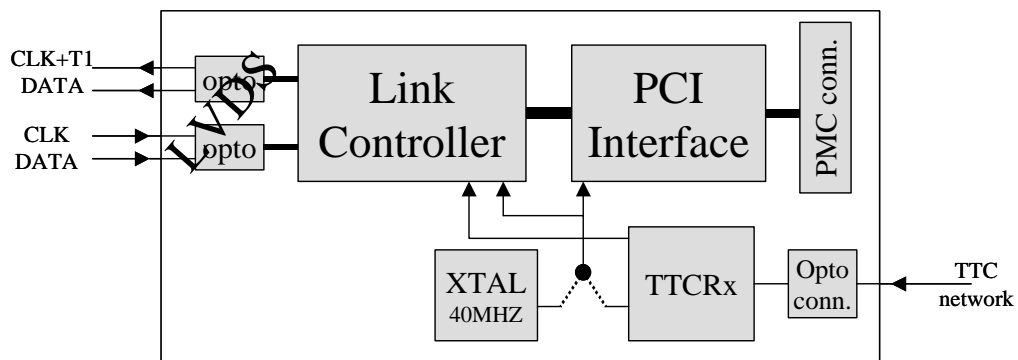 CLK+T1
DATA
CLK
DATA
opto
opto
LVDS
Link
Controller
PCI
Interface
PMC conn.
XTAL
40MHZ
TTCRx
Opto
conn.
TTC
network